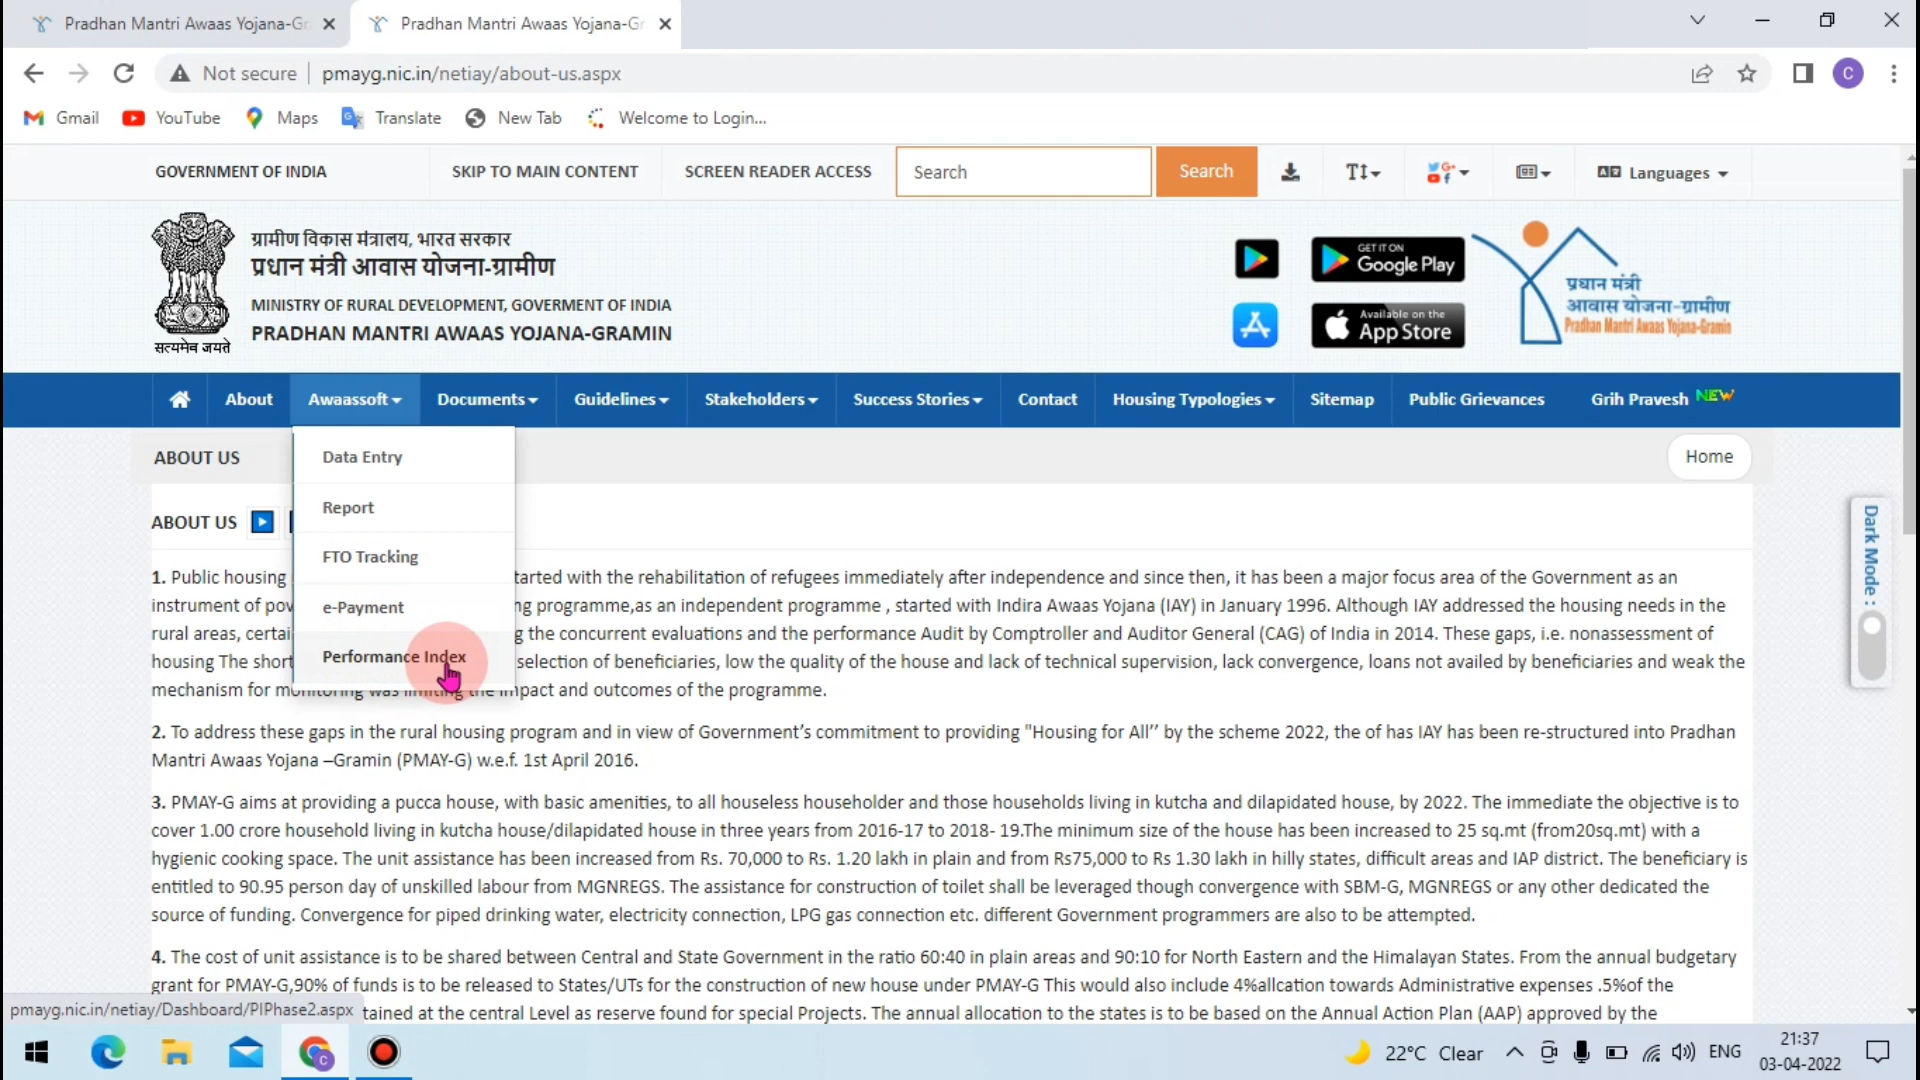 Pradhan Mantri Awaas Yojana-Gr
Pradhan Mantri Awaas Yojana-Gr
Not secure
pmayg.nic.in/netiay/about-us.aspx
C
Gmail
YouTube
Maps
Translate
New Tab
Welcome to Login...
GOVERNMENT OF INDIA
SKIP TO MAIN CONTENT
SCREEN READER ACCESS
Search
Search
Languages
ग्रामीण विकास मंत्रालय, भारत सरकार
प्रधान मंत्री आवास योजना-ग्रामीण
MINISTRY OF RURAL DEVELOPMENT, GOVERMENT OF INDIA
PRADHAN MANTRI AWAAS YOJANA-GRAMIN
सत्यमेव जयते
GET IT ON
Google Play
Available on the
App Store
प्रधान मंत्री
आवास योजना-ग्रामीण
Pradhan Mantri Awaas Yojana-Gramin
About
Awaassoft
Documents
Guidelines
Stakeholders
Success Stories
Contact
Housing Typologies
Sitemap
Public Grievances
Grih Pravesh NEW
ABOUT US
Home
Data Entry
Report
FTO Tracking
e-Payment
Performance Index
ABOUT US
Dark Mode :
1. Public housing tarted with the rehabilitation of refugees immediately after independence and since then, it has been a major focus area of the Government as an
instrument of pov ng programme,as an independent programme , started with Indira Awaas Yojana (IAY) in January 1996. Although IAY addressed the housing needs in the
rural areas, certai g the concurrent evaluations and the performance Audit by Comptroller and Auditor General (CAG) of India in 2014. These gaps, i.e. nonassessment of
housing The short selection of beneficiaries, low the quality of the house and lack of technical supervision, lack convergence, loans not availed by beneficiaries and weak the
mechanism for monitoring was limiting the impact and outcomes of the programme.
2. To address these gaps in the rural housing program and in view of Government’s commitment to providing "Housing for All’’ by the scheme 2022, the of has IAY has been re-structured into Pradhan
Mantri Awaas Yojana –Gramin (PMAY-G) w.e.f. 1st April 2016.
3. PMAY-G aims at providing a pucca house, with basic amenities, to all houseless householder and those households living in kutcha and dilapidated house, by 2022. The immediate the objective is to
cover 1.00 crore household living in kutcha house/dilapidated house in three years from 2016-17 to 2018- 19.The minimum size of the house has been increased to 25 sq.mt (from20sq.mt) with a
hygienic cooking space. The unit assistance has been increased from Rs. 70,000 to Rs. 1.20 lakh in plain and from Rs75,000 to Rs 1.30 lakh in hilly states, difficult areas and IAP district. The beneficiary is
entitled to 90.95 person day of unskilled labour from MGNREGS. The assistance for construction of toilet shall be leveraged though convergence with SBM-G, MGNREGS or any other dedicated the
source of funding. Convergence for piped drinking water, electricity connection, LPG gas connection etc. different Government programmers are also to be attempted.
4. The cost of unit assistance is to be shared between Central and State Government in the ratio 60:40 in plain areas and 90:10 for North Eastern and the Himalayan States. From the annual budgetary
grant for PMAY-G,90% of funds is to be released to States/UTs for the construction of new house under PMAY-G This would also include 4%allcation towards Administrative expenses .5%of the
pmayg.nic.in/netiay/Dashboard/PIPhase2.aspx
tained at the central Level as reserve found for special Projects. The annual allocation to the states is to be based on the Annual Action Plan (AAP) approved by the
22°C Clear
ENG
21:37
03-04-2022